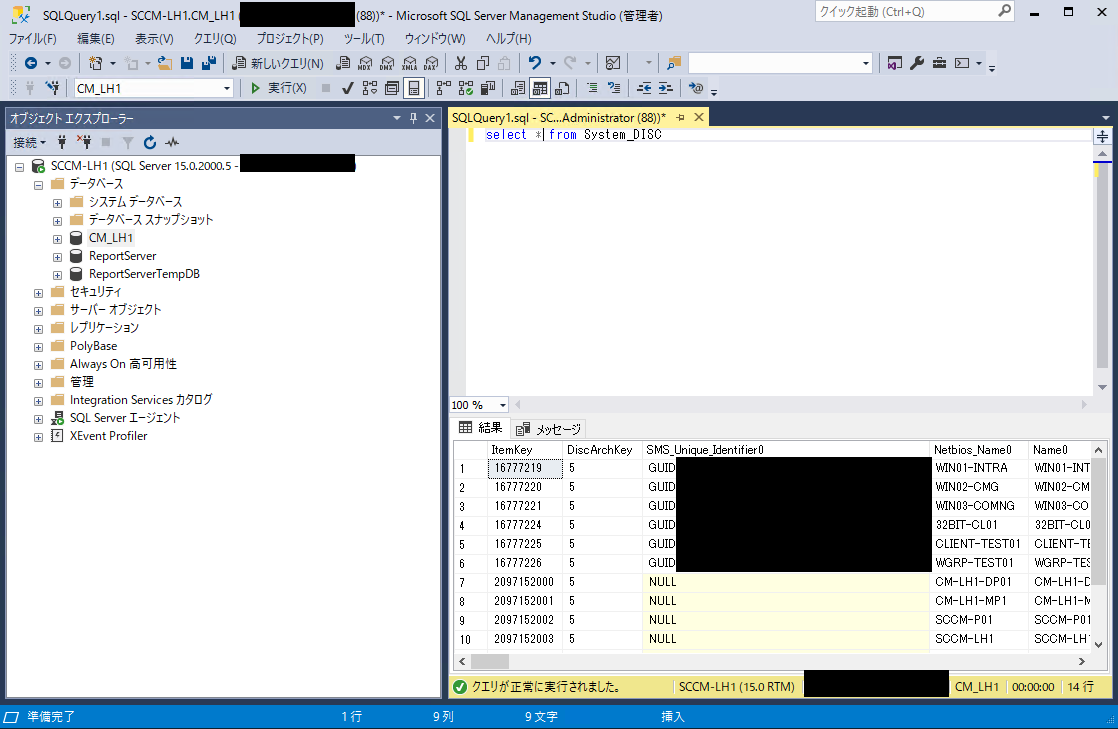 SQLQuery1.sql - SCCM-LH1.CM_LH1 ( (88))* - Microsoft SQL Server Management Studio (管理者)
クイック起動 (Ctrl+Q)
ファイル(F) 編集(E) 表示(V) クエリ(Q) プロジェクト(P) ツール(T) ウィンドウ(W) ヘルプ(H)
新しいクエリ(N) MDX DMX XMLA DAX
CM_LH1 実行(X)
オブジェクト エクスプローラー
接続
SCCM-LH1 (SQL Server 15.0.2000.5 -
データベース
システム データベース
データベース スナップショット
CM_LH1
ReportServer
ReportServerTempDB
セキュリティ
サーバー オブジェクト
レプリケーション
PolyBase
Always On 高可用性
管理
Integration Services カタログ
SQL Server エージェント
XEvent Profiler
SQLQuery1.sql - SC...Administrator (88))*
select * from System_DISC
100 %
結果 メッセージ
ItemKey DiscArchKey SMS_Unique_Identifier0 Netbios_Name0 Name0
1 16777219 5 GUID WIN01-INTRA WIN01-INT
2 16777220 5 GUID WIN02-CMG WIN02-CM
3 16777221 5 GUID WIN03-COMNG WIN03-CO
4 16777224 5 GUID 32BIT-CL01 32BIT-CL0
5 16777225 5 GUID CLIENT-TEST01 CLIENT-TE
6 16777226 5 GUID WGRP-TEST01 WGRP-TES
7 2097152000 5 NULL CM-LH1-DP01 CM-LH1-D
8 2097152001 5 NULL CM-LH1-MP1 CM-LH1-M
9 2097152002 5 NULL SCCM-P01 SCCM-P01
10 2097152003 5 NULL SCCM-LH1 SCCM-LH1
クエリが正常に実行されました。 SCCM-LH1 (15.0 RTM) CM_LH1 00:00:00 14 行
準備完了 1 行 9 列 9 文字 挿入